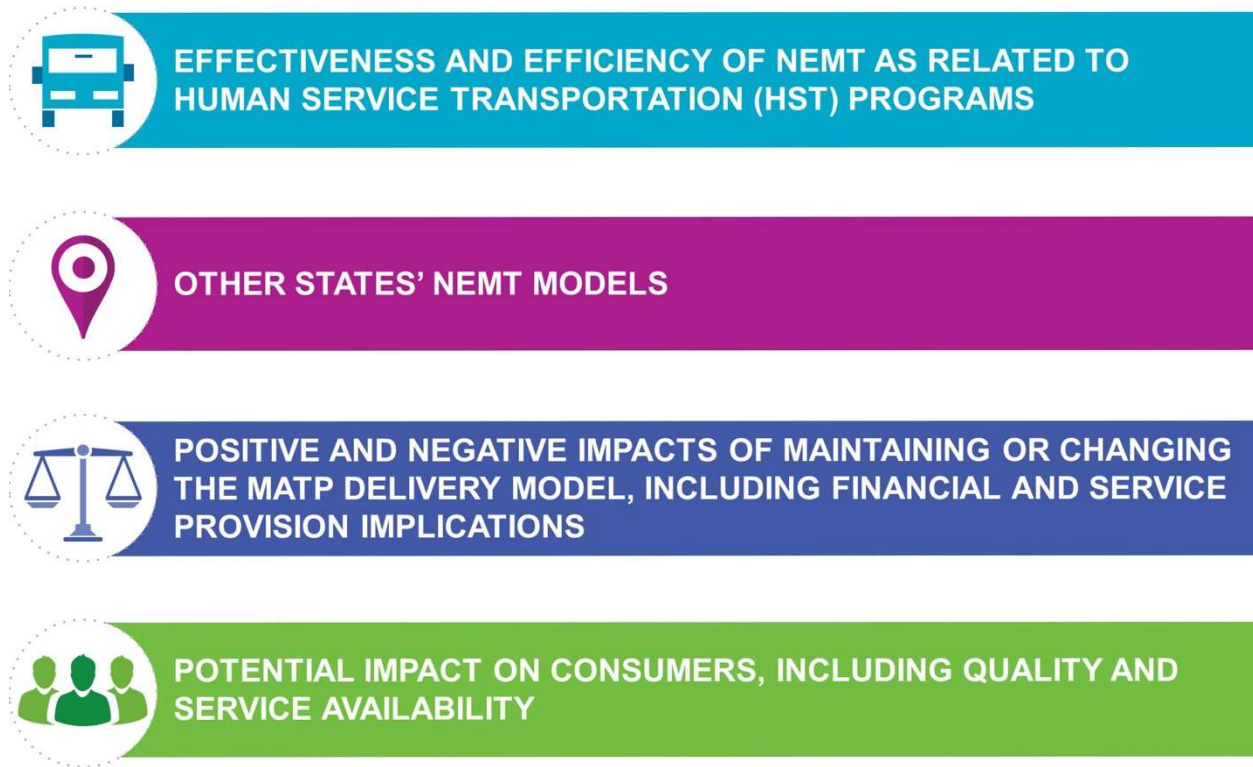 EFFECTIVENESS AND EFFICIENCY OF NEMT AS RELATED TO
HUMAN SERVICE TRANSPORTATION (HST) PROGRAMS
OTHER STATES’ NEMT MODELS
POSITIVE AND NEGATIVE IMPACTS OF MAINTAINING OR CHANGING
THE MATP DELIVERY MODEL, INCLUDING FINANCIAL AND SERVICE
PROVISION IMPLICATIONS
POTENTIAL IMPACT ON CONSUMERS, INCLUDING QUALITY AND
SERVICE AVAILABILITY